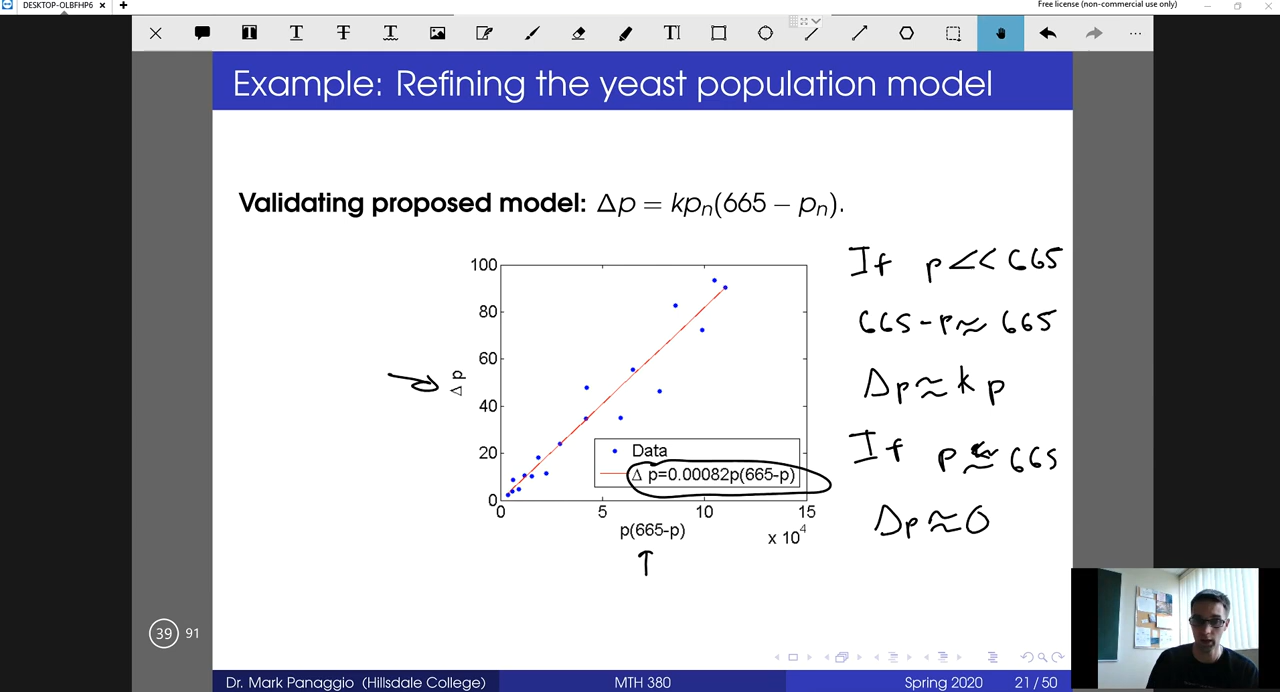 DESKTOP-OLBFHP6
Free license (non-commercial use only)
Example: Refining the yeast population model
Validating proposed model: Δp = kpₙ(665 − pₙ).
100
80
60
40
20
0
Δ p
Data
Δ p=0.00082p(665-p)
0 5 10 15
p(665-p)
x 10⁴
If p << 665
665-p ≈ 665
Δp ≈ k p
If p ≈ 665
Δp ≈ 0
39 91
Dr. Mark Panaggio (Hillsdale College) MTH 380 Spring 2020 21 / 50